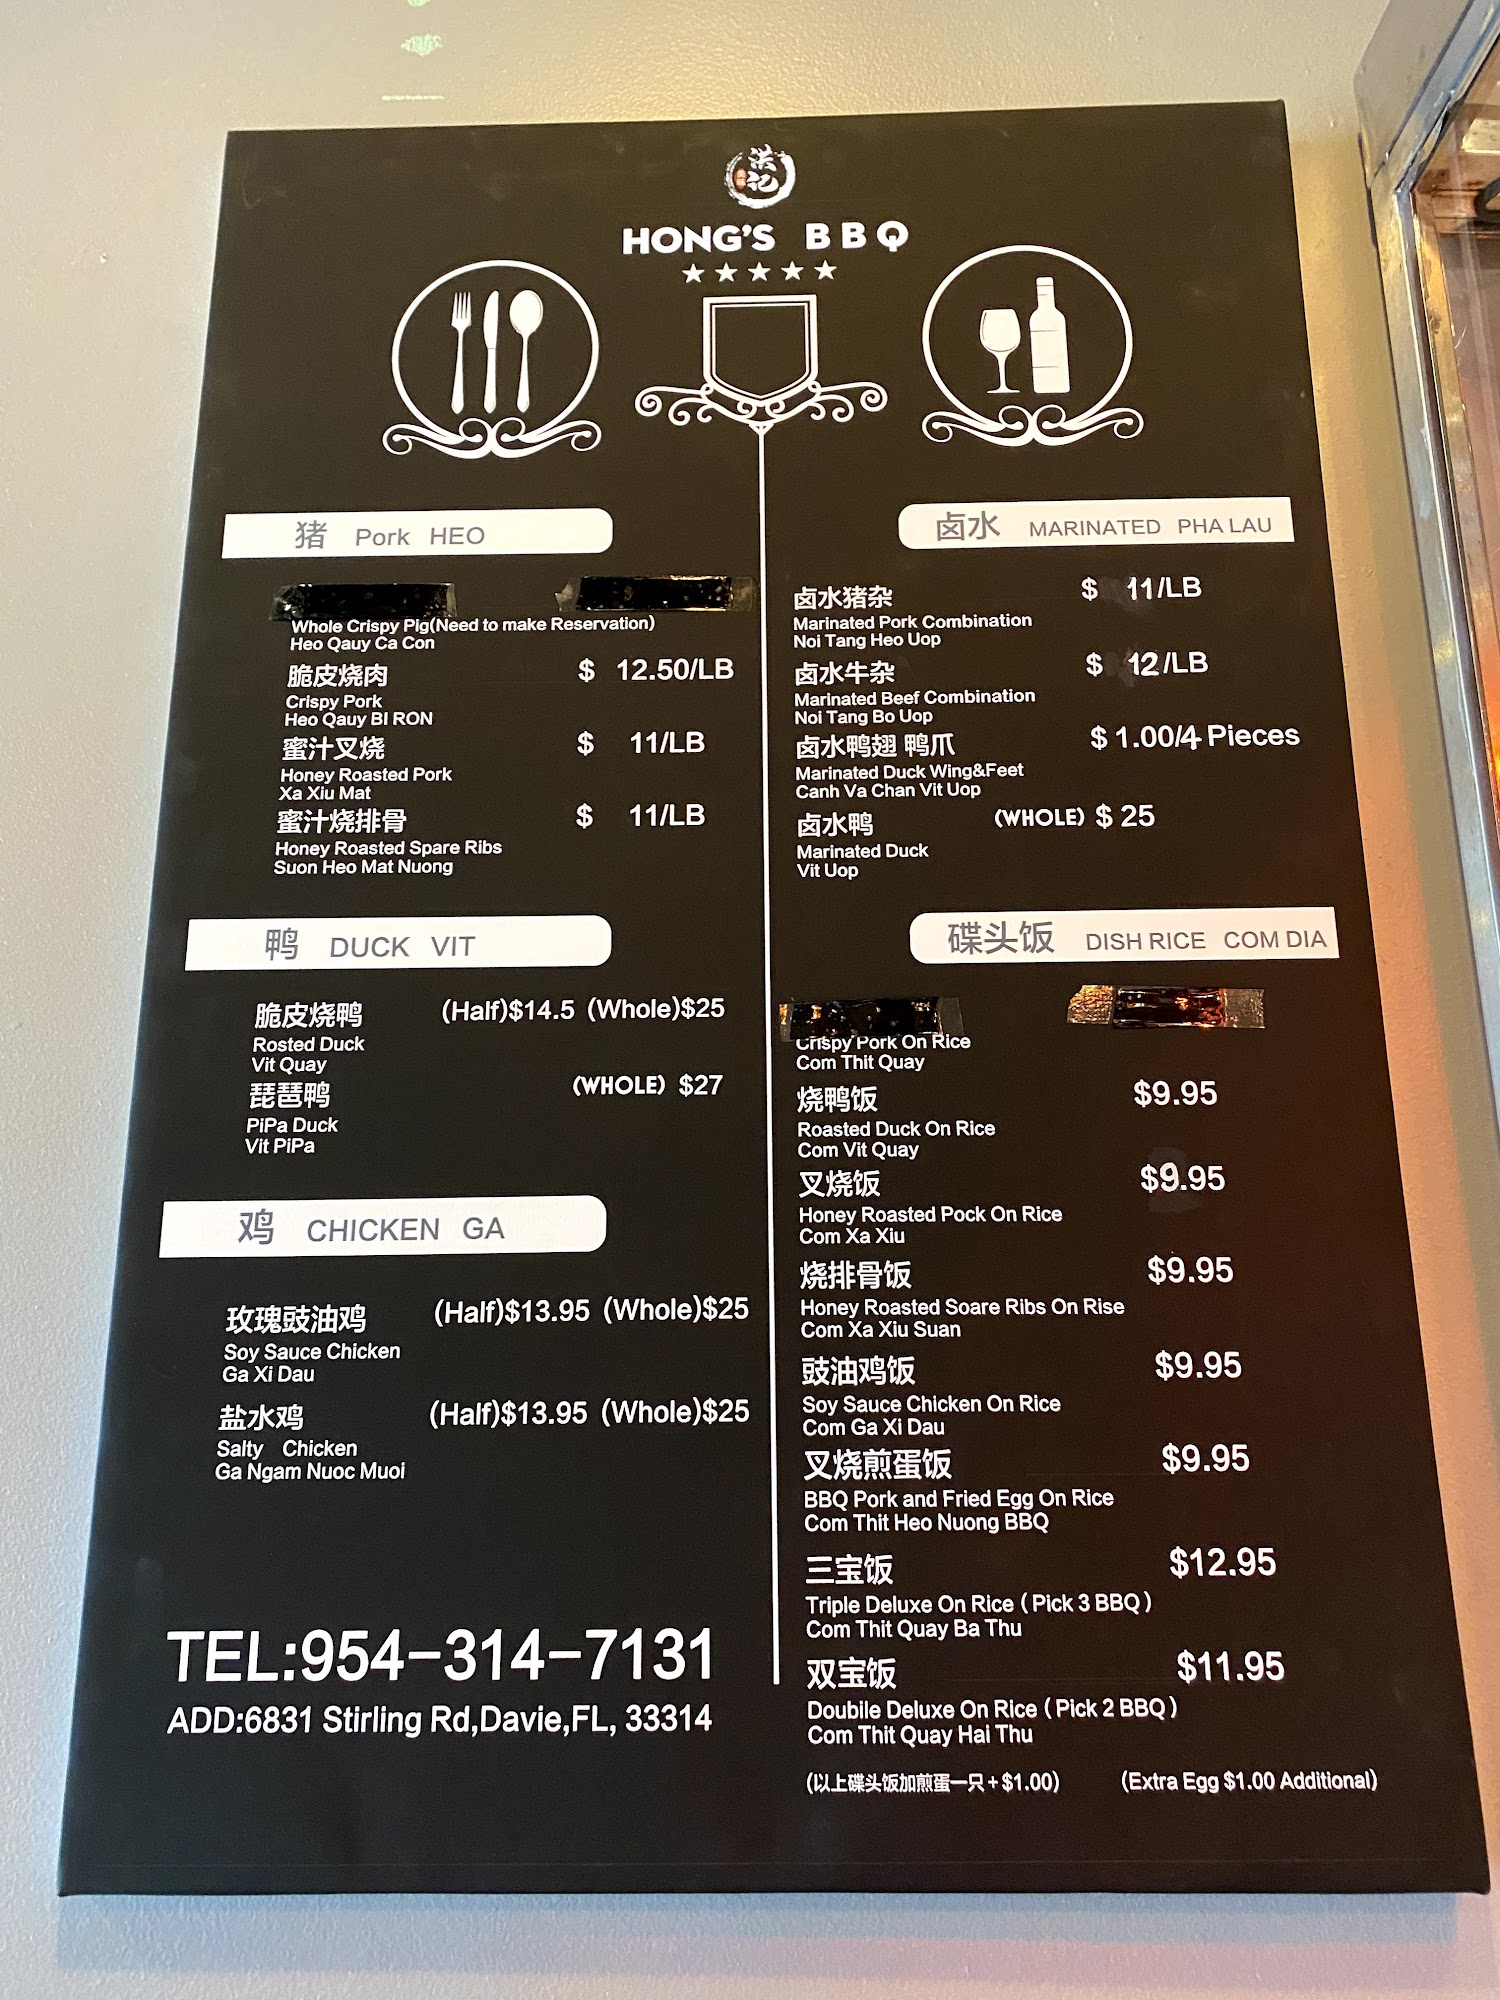 洪记
HONG'S BBQ
猪 Pork HEO
Whole Crispy Pig(Need to make Reservation)
Heo Qauy Ca Con
脆皮烧肉 $ 12.50/LB
Crispy Pork
Heo Qauy BI RON
蜜汁叉烧 $ 11/LB
Honey Roasted Pork
Xa Xiu Mat
蜜汁烧排骨 $ 11/LB
Honey Roasted Spare Ribs
Suon Heo Mat Nuong
鸭 DUCK VIT
脆皮烧鸭 (Half)$14.5 (Whole)$25
Rosted Duck
Vit Quay
琵琶鸭 (WHOLE) $27
PiPa Duck
Vit PiPa
鸡 CHICKEN GA
玫瑰豉油鸡 (Half)$13.95 (Whole)$25
Soy Sauce Chicken
Ga Xi Dau
盐水鸡 (Half)$13.95 (Whole)$25
Salty Chicken
Ga Ngam Nuoc Muoi
TEL:954-314-7131
ADD:6831 Stirling Rd,Davie,FL, 33314
卤水 MARINATED PHA LAU
卤水猪杂 $ 11/LB
Marinated Pork Combination
Noi Tang Heo Uop
卤水牛杂 $ 12/LB
Marinated Beef Combination
Noi Tang Bo Uop
卤水鸭翅 鸭爪 $ 1.00/4 Pieces
Marinated Duck Wing&Feet
Canh Va Chan Vit Uop
卤水鸭 (WHOLE) $ 25
Marinated Duck
Vit Uop
碟头饭 DISH RICE COM DIA
Crispy Pork On Rice
Com Thit Quay
烧鸭饭 $9.95
Roasted Duck On Rice
Com Vit Quay
叉烧饭 $9.95
Honey Roasted Pock On Rice
Com Xa Xiu
烧排骨饭 $9.95
Honey Roasted Soare Ribs On Rise
Com Xa Xiu Suan
豉油鸡饭 $9.95
Soy Sauce Chicken On Rice
Com Ga Xi Dau
叉烧煎蛋饭 $9.95
BBQ Pork and Fried Egg On Rice
Com Thit Heo Nuong BBQ
三宝饭 $12.95
Triple Deluxe On Rice (Pick 3 BBQ)
Com Thit Quay Ba Thu
双宝饭 $11.95
Doubile Deluxe On Rice (Pick 2 BBQ)
Com Thit Quay Hai Thu
(以上碟头饭加煎蛋一只+$1.00) (Extra Egg $1.00 Additional)